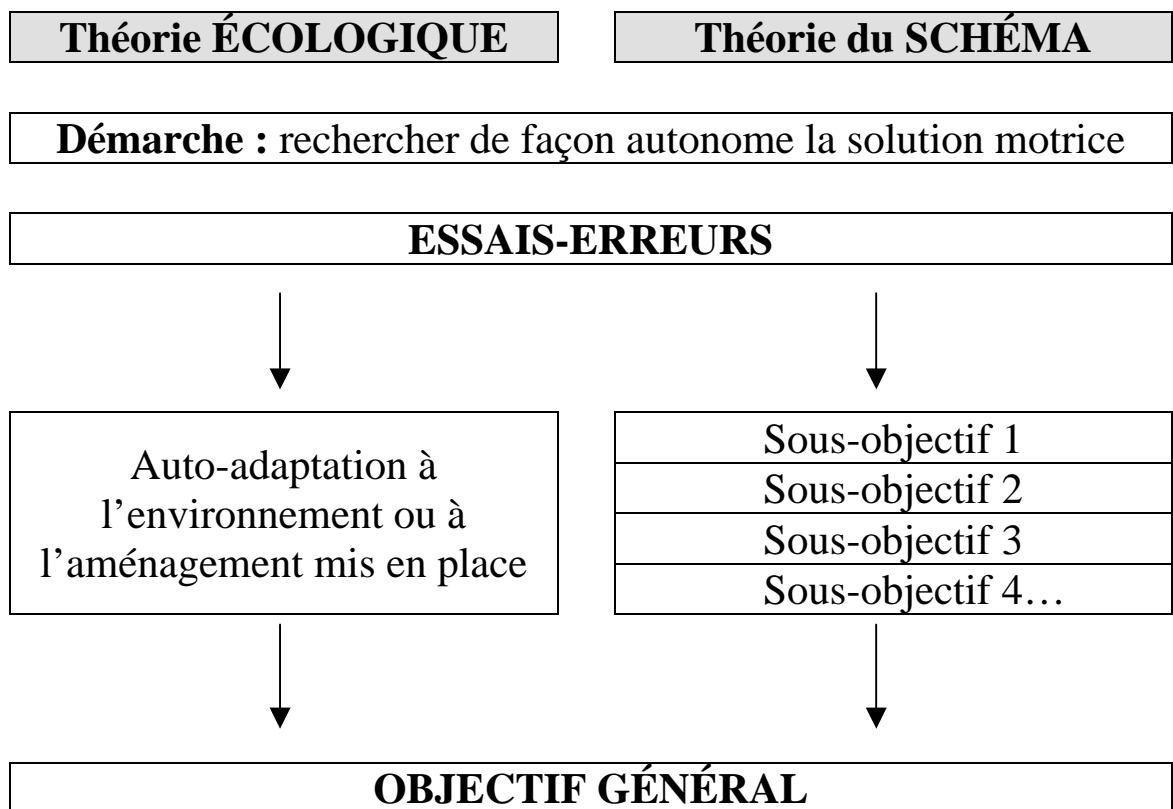 Théorie ÉCOLOGIQUE
Théorie du SCHÉMA
Démarche : rechercher de façon autonome la solution motrice
ESSAIS-ERREURS
Auto-adaptation à
l’environnement ou à
l’aménagement mis en place
Sous-objectif 1
Sous-objectif 2
Sous-objectif 3
Sous-objectif 4…
OBJECTIF GÉNÉRAL